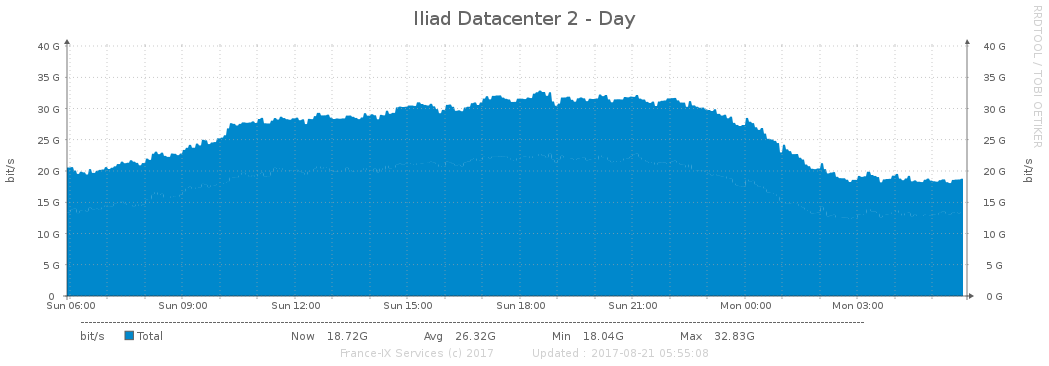 Iliad Datacenter 2 - Day
RRDTOOL / TOBI OETIKER
40 G 40 G
35 G 35 G
30 G 30 G
25 G 25 G
20 G 20 G
15 G 15 G
10 G 10 G
5 G 5 G
0 0 G
bit/s bit/s
Sun 06:00 Sun 09:00 Sun 12:00 Sun 15:00 Sun 18:00 Sun 21:00 Mon 00:00 Mon 03:00
bit/s Total Now 18.72G Avg 26.32G Min 18.04G Max 32.83G
France-IX Services (c) 2017 Updated : 2017-08-21 05:55:08